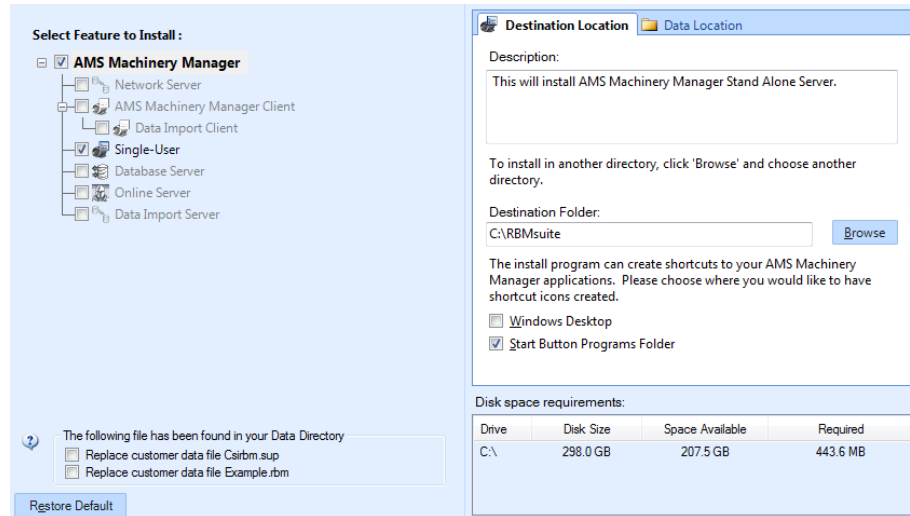 Select Feature to Install :
AMS Machinery Manager
Network Server
AMS Machinery Manager Client
Data Import Client
Single-User
Database Server
Online Server
Data Import Server
The following file has been found in your Data Directory
Replace customer data file Csirbm.sup
Replace customer data file Example.rbm
Restore Default
Destination Location
Data Location
Description:
This will install AMS Machinery Manager Stand Alone Server.
To install in another directory, click 'Browse' and choose another
directory.
Destination Folder:
C:\RBMsuite
Browse
The install program can create shortcuts to your AMS Machinery
Manager applications.  Please choose where you would like to have
shortcut icons created.
Windows Desktop
Start Button Programs Folder
Disk space requirements:
Drive Disk Size Space Available Required
C:\ 298.0 GB 207.5 GB 443.6 MB